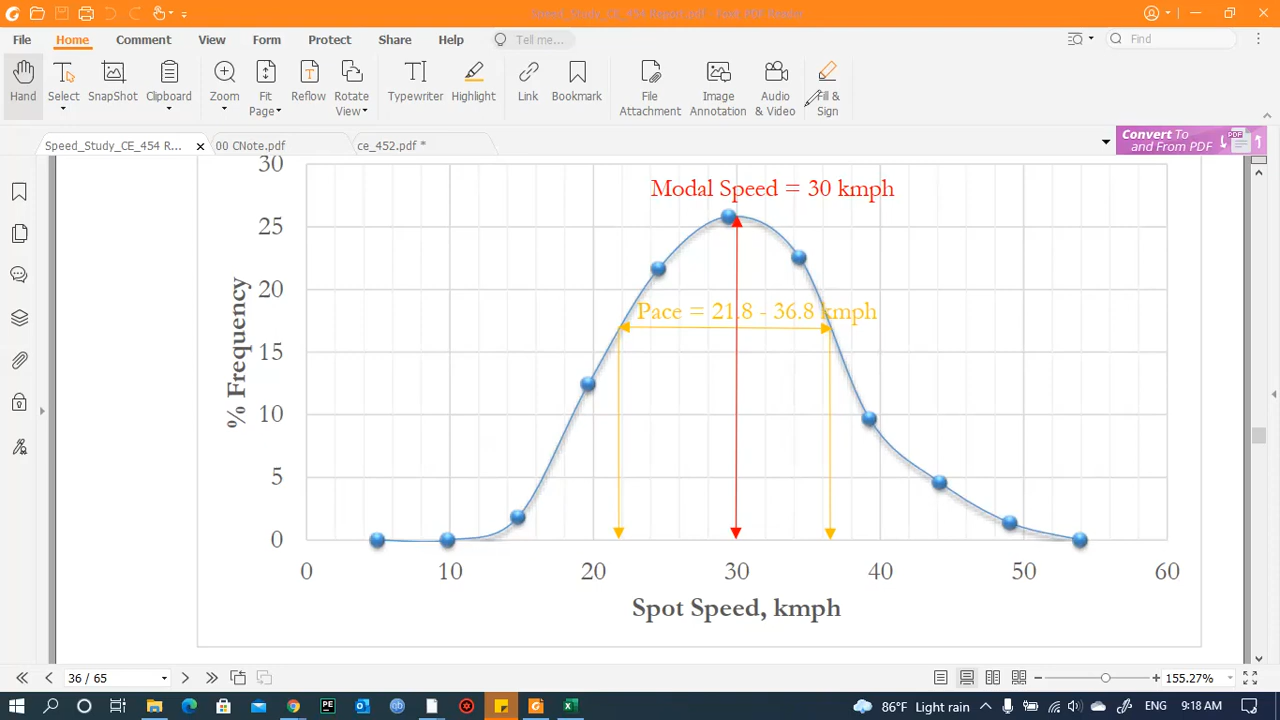 Speed_Study_CE_454 Report.pdf - Foxit PDF Reader
File Home Comment View Form Protect Share Help Tell me... Find
Hand Select SnapShot Clipboard Zoom Fit Page Reflow Rotate View Typewriter Highlight Link Bookmark File Attachment Image Annotation Audio & Video Fill & Sign
Speed_Study_CE_454 R... 00 CNote.pdf ce_452.pdf * Convert To and From PDF PDF
30
Modal Speed = 30 kmph
25
20
Pace = 21.8 - 36.8 kmph
15
10
5
0
% Frequency
0 10 20 30 40 50 60
Spot Speed, kmph
36 / 65 155.27%
PE qb 86°F Light rain ENG 9:18 AM